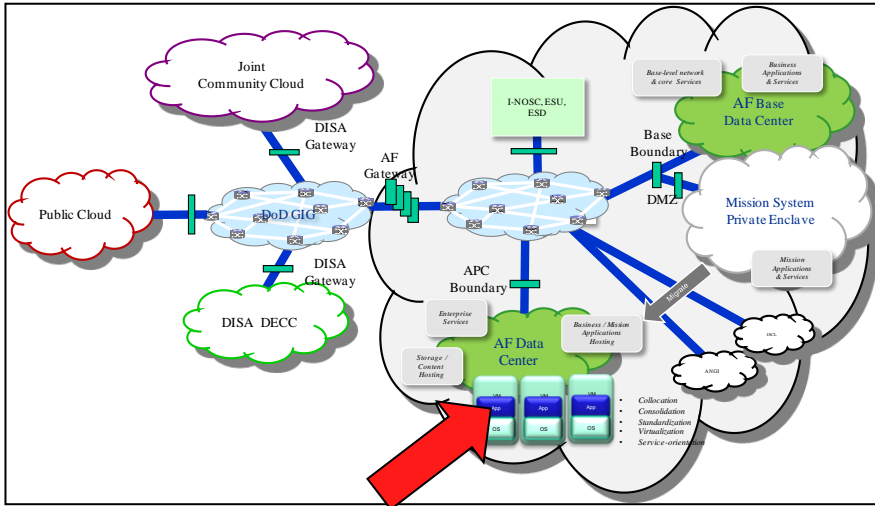 Joint
Community Cloud
DISA
Gateway
Public Cloud
DoD GIG
DISA
Gateway
DISA DECC
AF
Gateway
I-NOSC, ESU,
ESD
Base-level network
& core Services
Business
Applications
& Services
AF Base
Data Center
Base
Boundary
DMZ
Mission System
Private Enclave
Mission
Applications
& Services
APC
Boundary
Migrate
Enterprise
Services
Business / Mission
Applications
Hosting
AF Data
Center
Storage /
Content
Hosting
ANGI
VM
VM
VM
App
App
App
OS
OS
OS
• Collocation
• Consolidation
• Standardization
• Virtualization
• Service-orientation